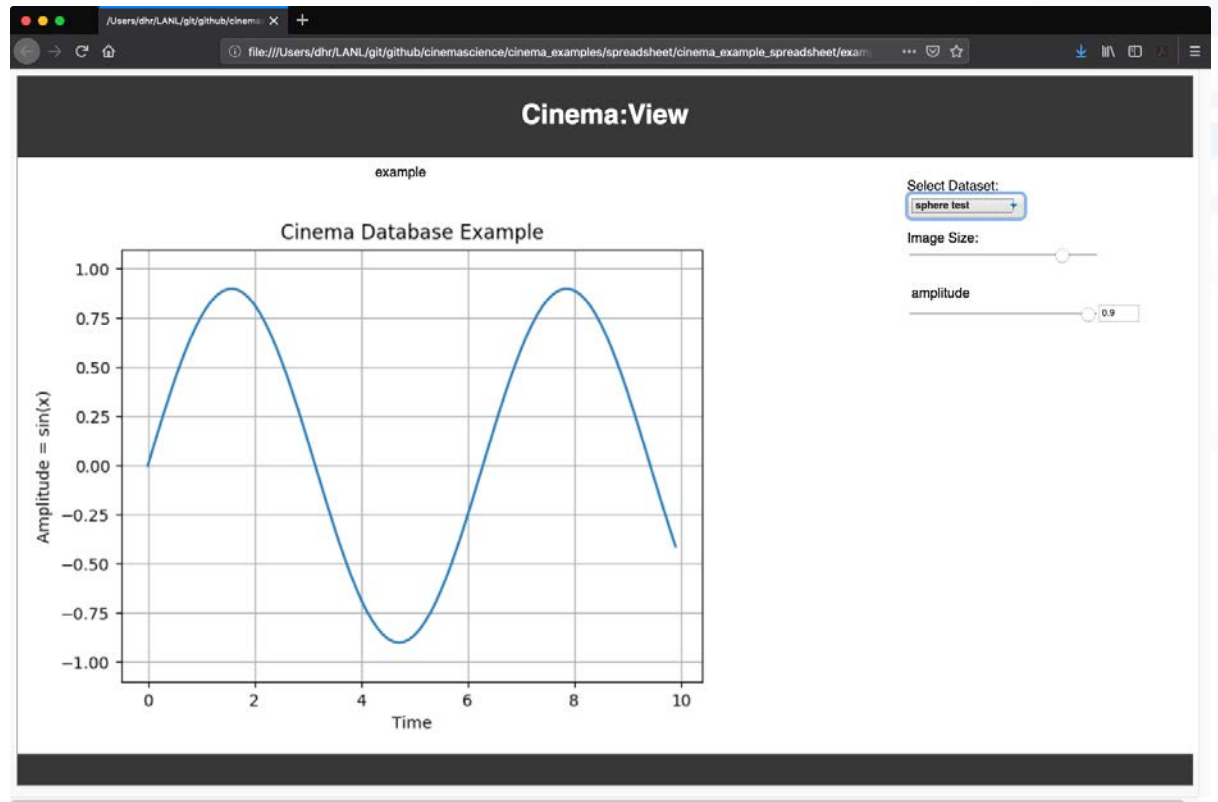 /Users/dhr/LANL/git/github/cinema
file:///Users/dhr/LANL/git/github/cinemascience/cinema_examples/spreadsheet/cinema_example_spreadsheet/exam
Cinema:View
example
Select Dataset:
sphere test
Image Size:
amplitude
0.9
Cinema Database Example
1.00
0.75
0.50
0.25
0.00
−0.25
−0.50
−0.75
−1.00
Amplitude = sin(x)
0 2 4 6 8 10
Time